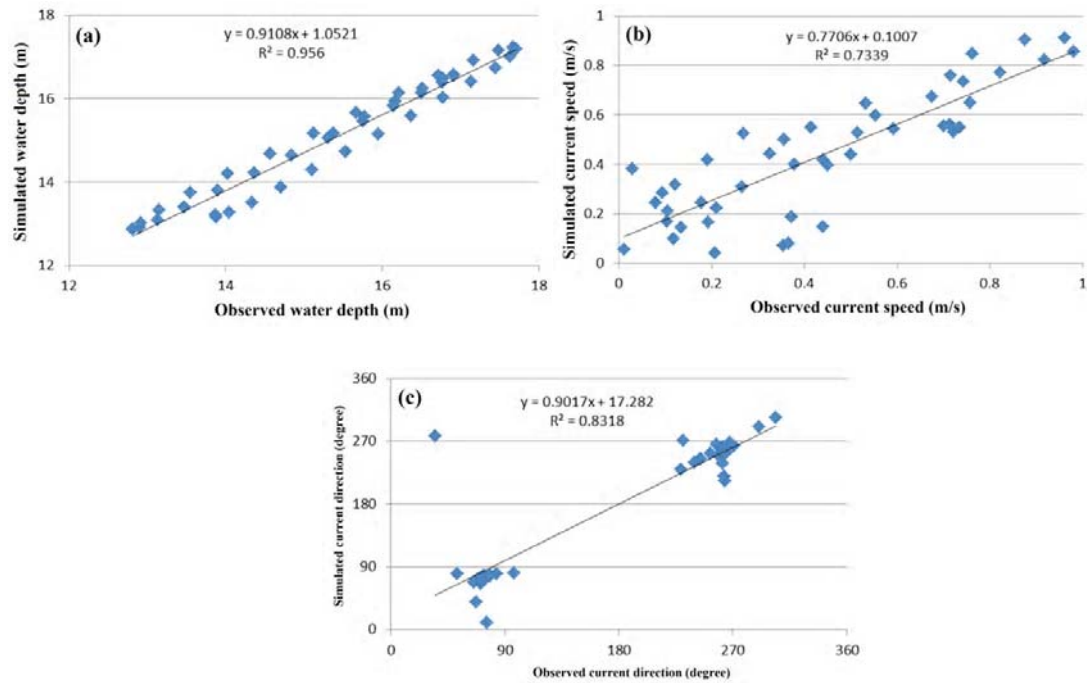 (a)
y = 0.9108x + 1.0521
R² = 0.956
Simulated water depth (m)
18
16
14
12
12
14
16
18
Observed water depth (m)
(b)
y = 0.7706x + 0.1007
R² = 0.7339
Simulated current speed (m/s)
1
0.8
0.6
0.4
0.2
0
0
0.2
0.4
0.6
0.8
1
Observed current speed (m/s)
(c)
y = 0.9017x + 17.282
R² = 0.8318
Simulated current direction (degree)
360
270
180
90
0
0
90
180
270
360
Observed current direction (degree)